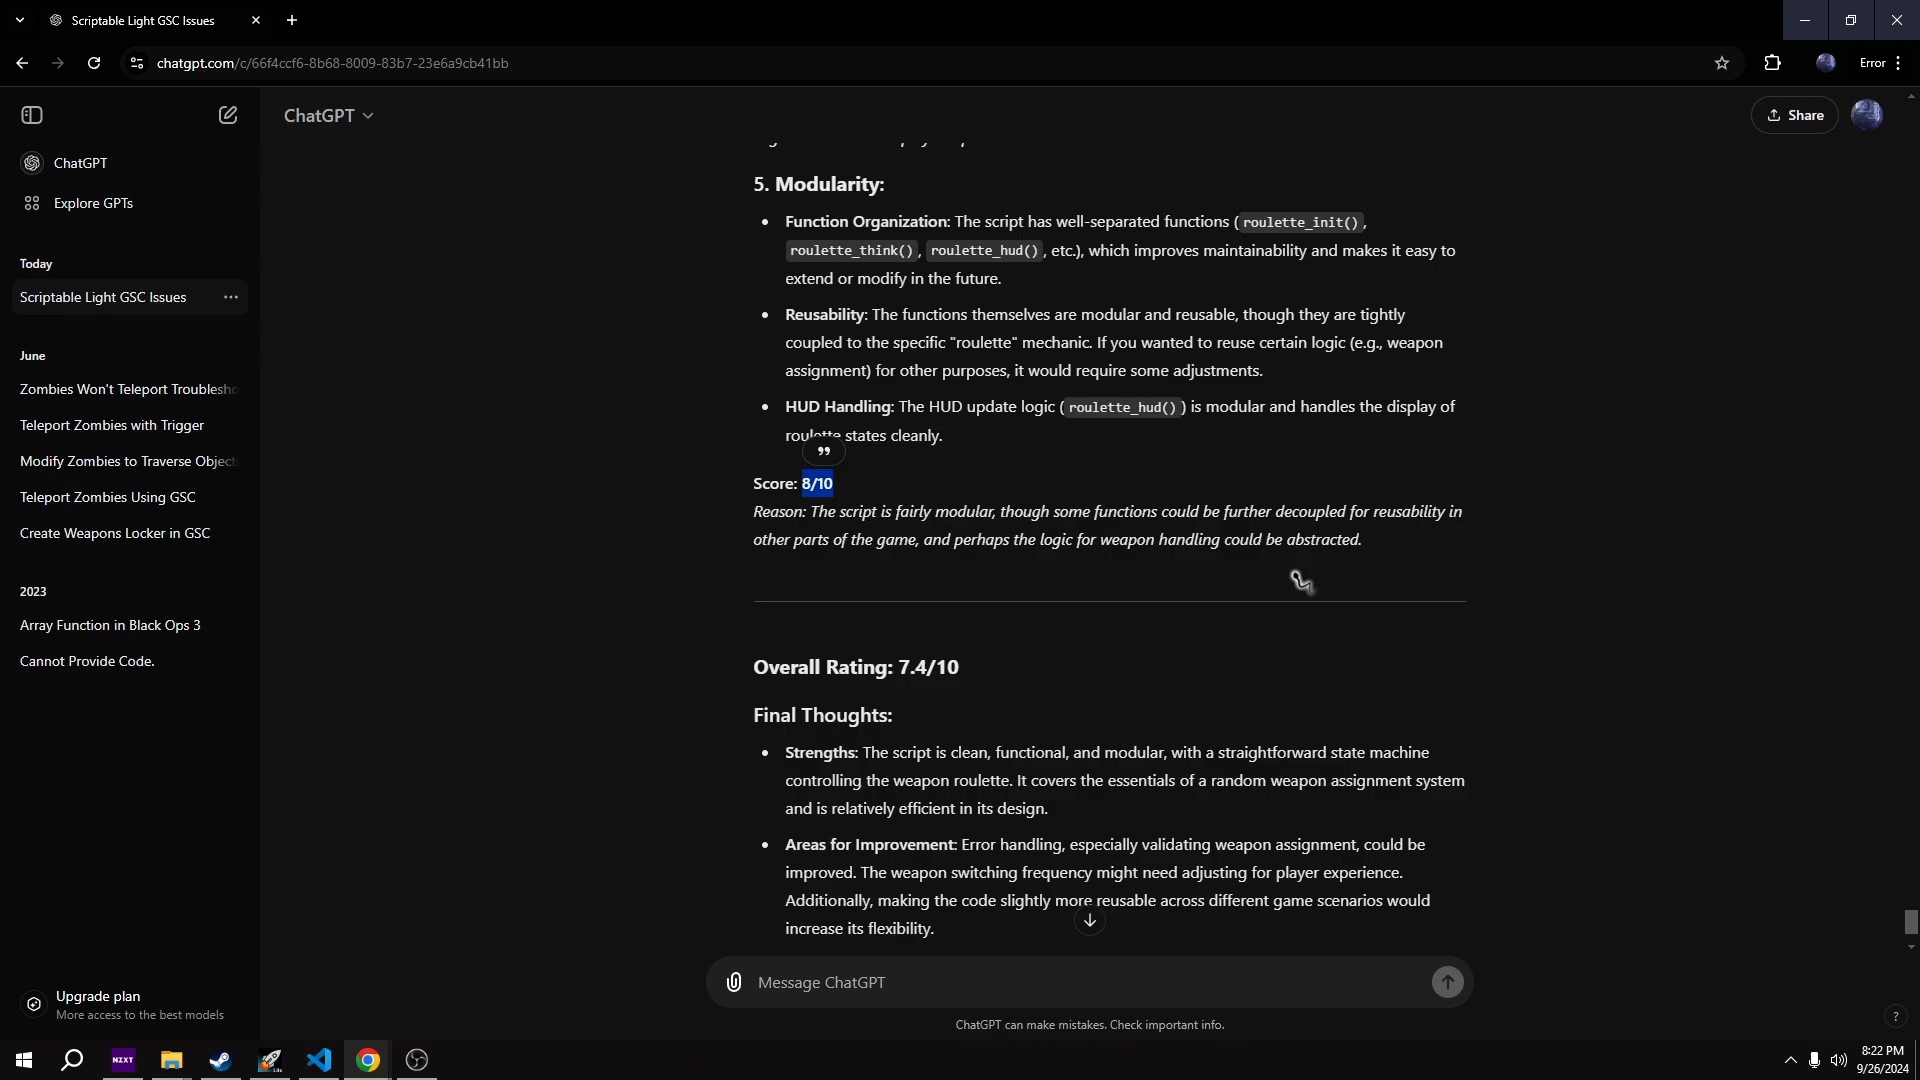 Scriptable Light GSC Issues
chatgpt.com/c/66f4ccf6-8b68-8009-83b7-23e6a9cb41bb
Error
ChatGPT
Share
ChatGPT
Explore GPTs
Today
Scriptable Light GSC Issues
June
Zombies Won't Teleport Troublesho
Teleport Zombies with Trigger
Modify Zombies to Traverse Object
Teleport Zombies Using GSC
Create Weapons Locker in GSC
2023
Array Function in Black Ops 3
Cannot Provide Code.
Upgrade plan
More access to the best models
5. Modularity:
• Function Organization: The script has well-separated functions ( roulette_init() ,
roulette_think() , roulette_hud() , etc.), which improves maintainability and makes it easy to
extend or modify in the future.
• Reusability: The functions themselves are modular and reusable, though they are tightly
coupled to the specific "roulette" mechanic. If you wanted to reuse certain logic (e.g., weapon
assignment) for other purposes, it would require some adjustments.
• HUD Handling: The HUD update logic ( roulette_hud() ) is modular and handles the display of
roulette states cleanly.
Score: 8/10
Reason: The script is fairly modular, though some functions could be further decoupled for reusability in
other parts of the game, and perhaps the logic for weapon handling could be abstracted.
Overall Rating: 7.4/10
Final Thoughts:
• Strengths: The script is clean, functional, and modular, with a straightforward state machine
controlling the weapon roulette. It covers the essentials of a random weapon assignment system
and is relatively efficient in its design.
• Areas for Improvement: Error handling, especially validating weapon assignment, could be
improved. The weapon switching frequency might need adjusting for player experience.
Additionally, making the code slightly more reusable across different game scenarios would
increase its flexibility.
Message ChatGPT
ChatGPT can make mistakes. Check important info.
?
NZXT
Lite
8:22 PM
9/26/2024